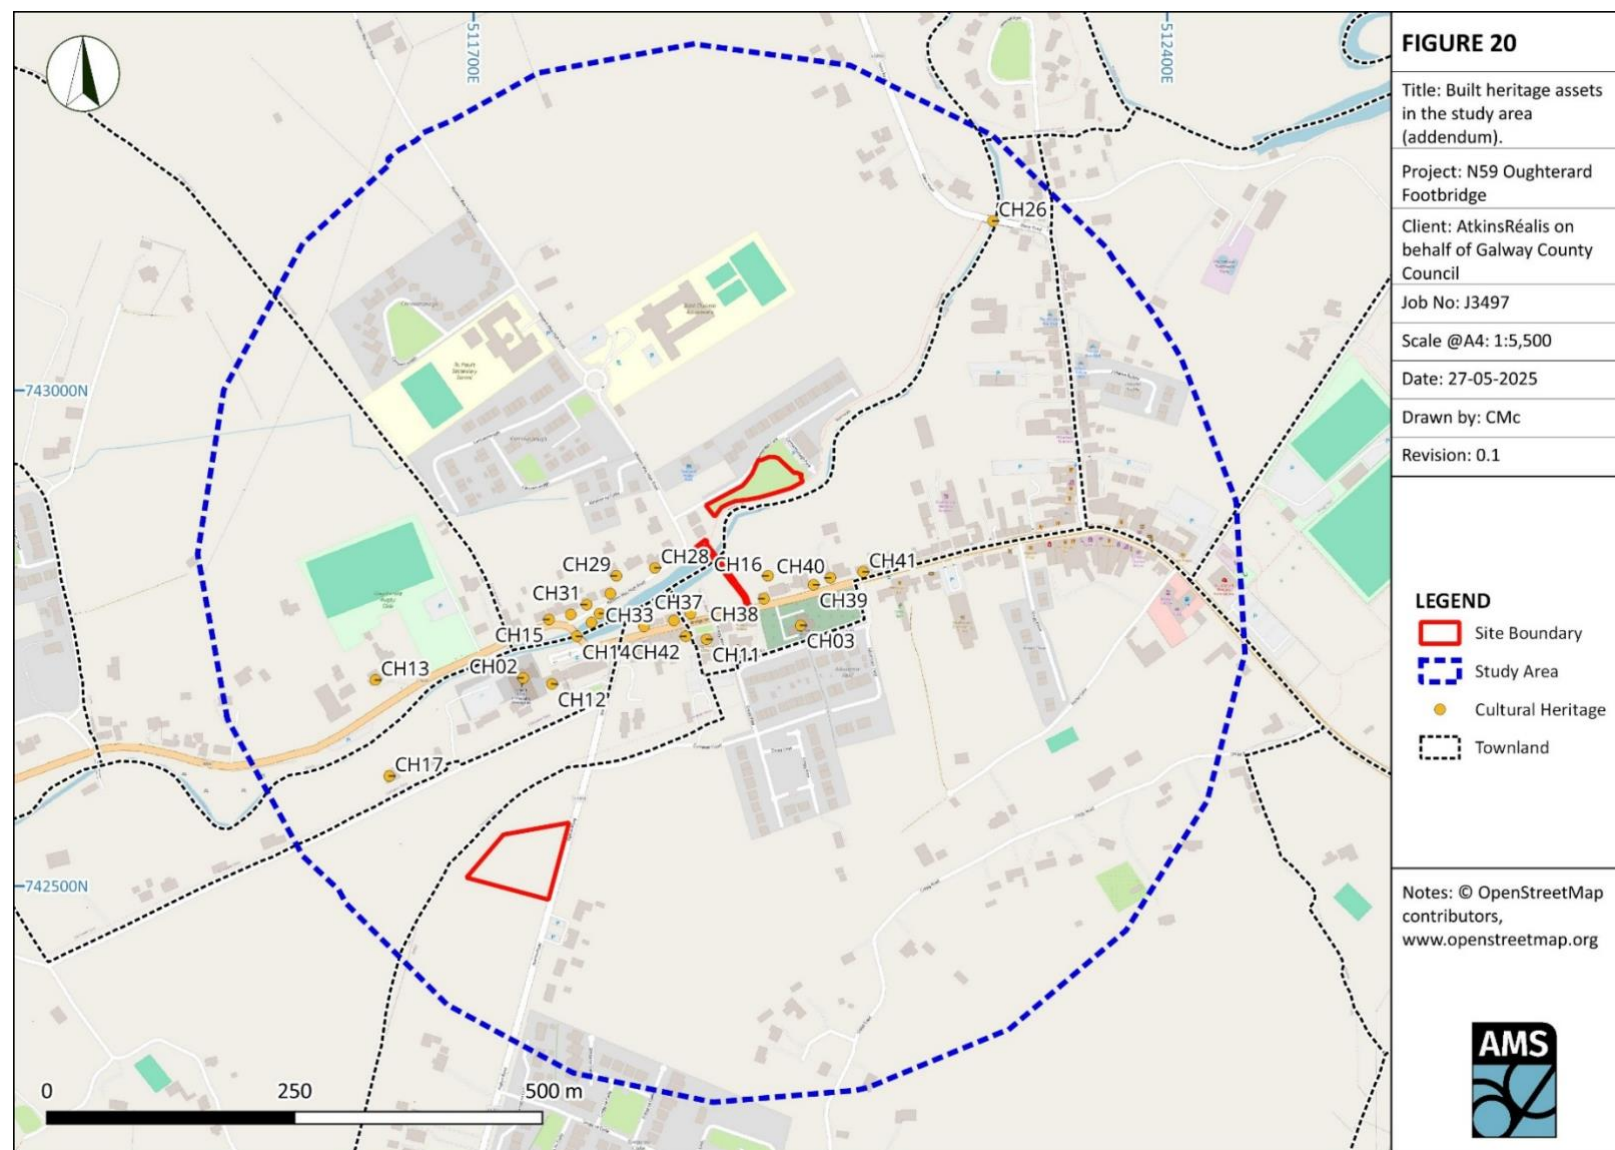 511700E
512400E
743000N
742500N
CH26
CH29
CH28
CH16
CH40
CH41
CH31
CH37
CH39
CH33
CH38
CH15
CH14
CH42
CH11
CH03
CH13
CH02
CH12
CH17
0
250
500 m
FIGURE 20
Title: Built heritage assets
in the study area
(addendum).
Project: N59 Oughterard
Footbridge
Client: AtkinsRéalis on
behalf of Galway County
Council
Job No: J3497
Scale @A4: 1:5,500
Date: 27-05-2025
Drawn by: CMc
Revision: 0.1
LEGEND
Site Boundary
Study Area
Cultural Heritage
Townland
Notes: © OpenStreetMap
contributors,
www.openstreetmap.org
AMS